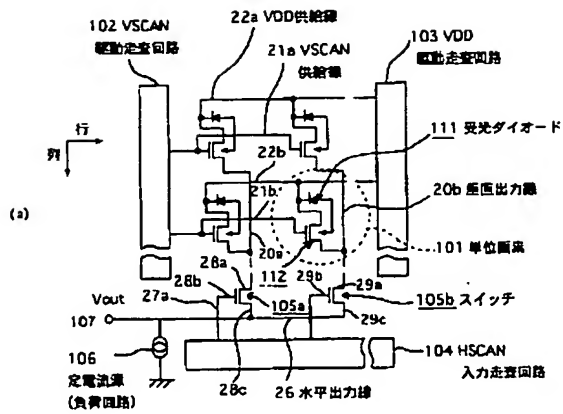 102 VSCAN
駆動走査回路
22a VDD供給線
21a VSCAN
供給線
103 VDD
駆動走査回路
行
列
111 受光ダイオード
22b
21b
20b 垂直出力線
(a)
20a
101 単位画素
28a
112
29b
29a
28b
27a
105a
105b スイッチ
Vout
107
29c
106
定電流源
(負荷回路)
28c
26 水平出力線
104 HSCAN
入力走査回路